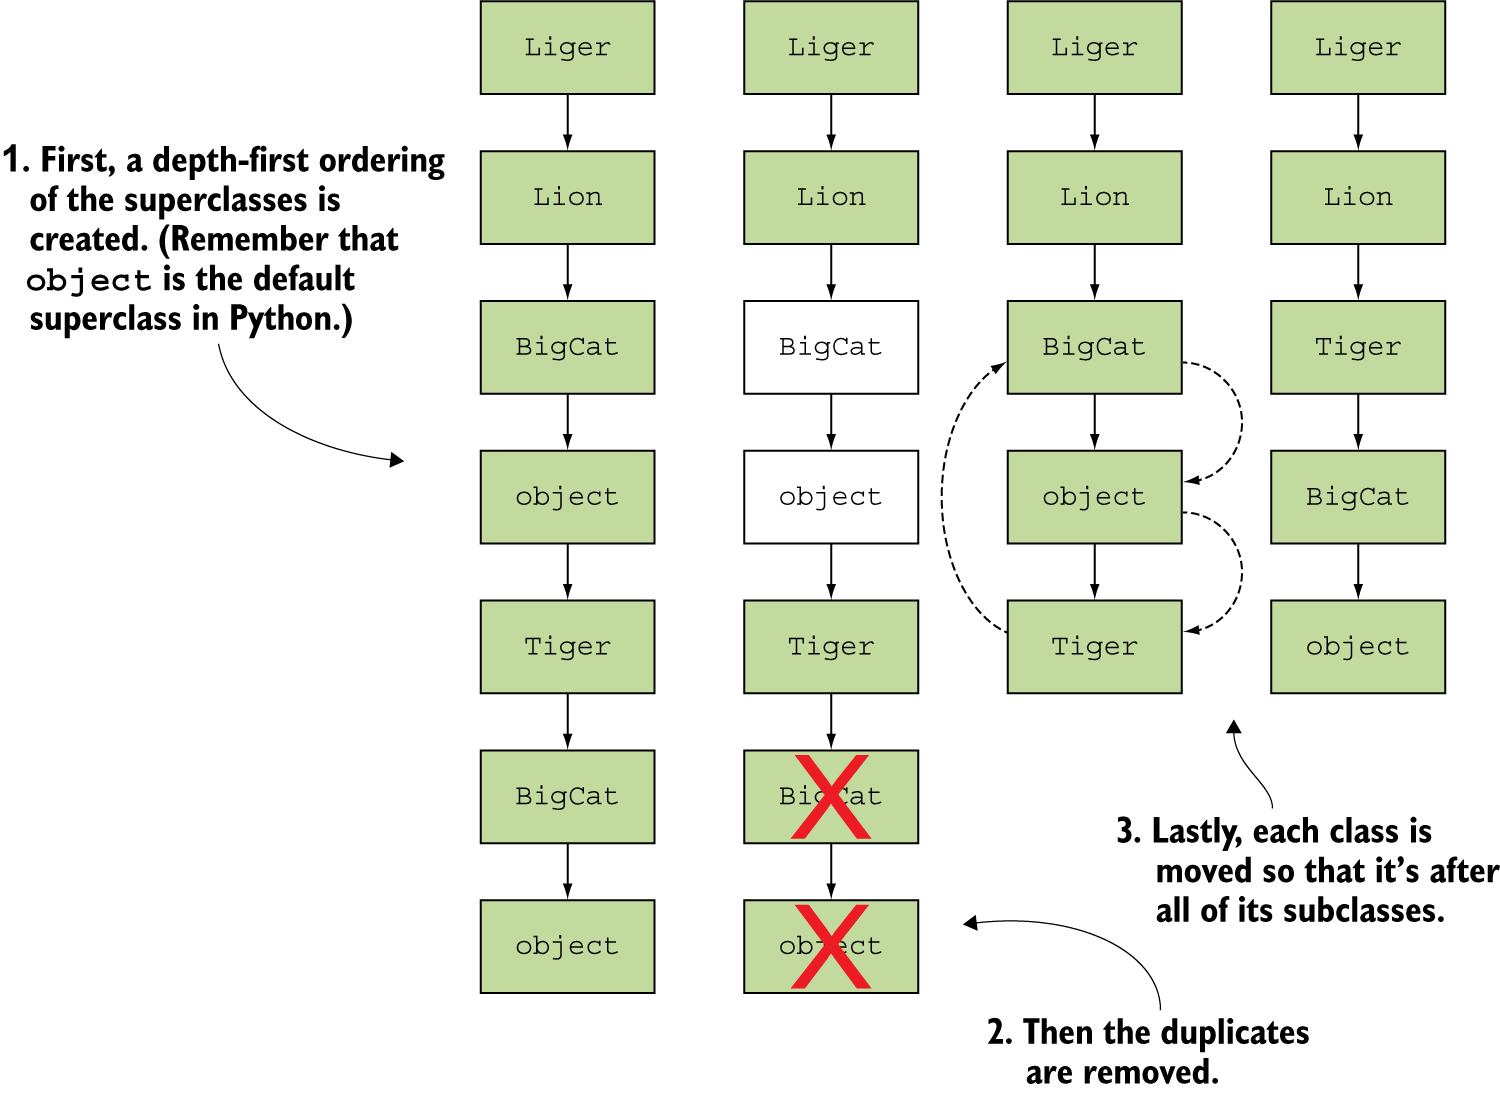 Liger
Liger
Liger
Liger
1. First, a depth-first ordering
of the superclasses is
created. (Remember that
object is the default
superclass in Python.)
Lion
Lion
Lion
Lion
BigCat
BigCat
BigCat
Tiger
object
object
object
BigCat
Tiger
Tiger
Tiger
object
BigCat
BigCat
object
object
3. Lastly, each class is
moved so that it’s after
all of its subclasses.
2. Then the duplicates
are removed.